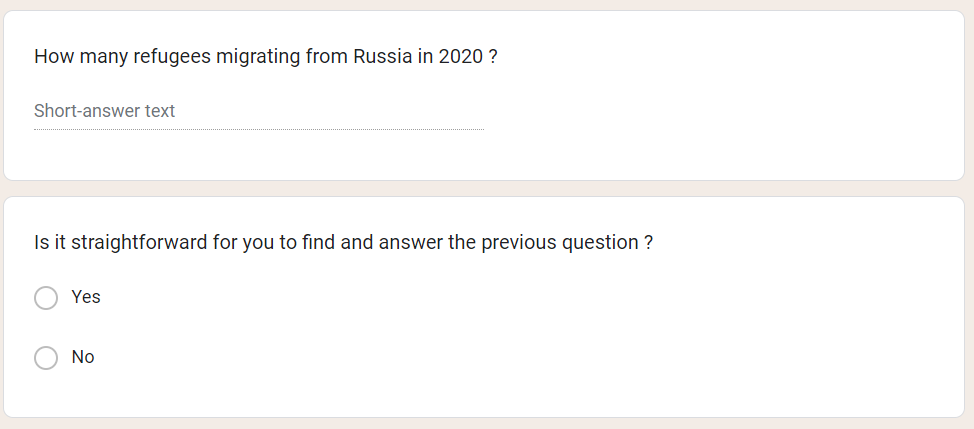 How many refugees migrating from Russia in 2020 ?
Short-answer text
Is it straightforward for you to find and answer the previous question ?
Yes
No